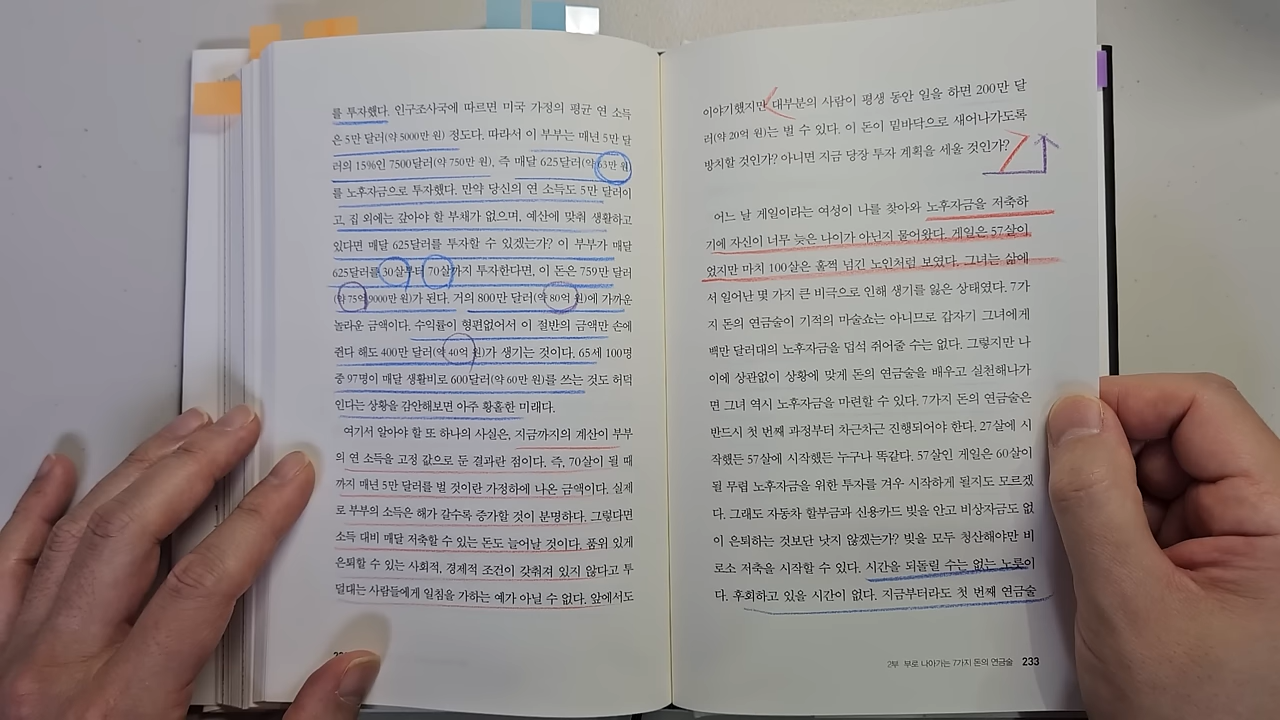 를 투자했다. 인구조사국에 따르면 미국 가정의 평균 연 소득
은 5만 달러(약 5000만 원) 정도다. 따라서 이 부부는 매년 5만 달
러의 15%인 7500달러(약 750만 원), 즉 매달 625달러(약 63만 원)
를 노후자금으로 투자했다. 만약 당신의 연 소득도 5만 달러이
고, 집 외에는 갚아야 할 부채가 없으며, 예산에 맞춰 생활하고
있다면 매달 625달러를 투자할 수 있겠는가? 이 부부가 매달
625달러를 30살부터 70살까지 투자한다면, 이 돈은 759만 달러
(약 75억 9000만 원)가 된다. 거의 800만 달러(약 80억 원)에 가까운
놀라운 금액이다. 수익률이 형편없어서 이 절반의 금액만 손에
쥔다 해도 400만 달러(약 40억 원)가 생기는 것이다. 65세 100명
중 97명이 매달 생활비로 600달러(약 60만 원)를 쓰는 것도 허덕
인다는 상황을 감안해보면 아주 황홀한 미래다.
여기서 알아야 할 또 하나의 사실은, 지금까지의 계산이 부부
의 연 소득을 고정 값으로 둔 결과란 점이다. 즉, 70살이 될 때
까지 매년 5만 달러를 벌 것이란 가정하에 나온 금액이다. 실제
로 부부의 소득은 해가 갈수록 증가할 것이 분명하다. 그렇다면
소득 대비 매달 저축할 수 있는 돈도 늘어날 것이다. 품위 있게
은퇴할 수 있는 사회적, 경제적 조건이 갖춰져 있지 않다고 투
덜대는 사람들에게 일침을 가하는 예가 아닐 수 없다. 앞에서도
이야기했지만 대부분의 사람이 평생 동안 일을 하면 200만 달
러(약 20억 원)는 벌 수 있다. 이 돈이 밑바닥으로 새어나가도록
방치할 것인가? 아니면 지금 당장 투자 계획을 세울 것인가?
어느 날 게일이라는 여성이 나를 찾아와 노후자금을 저축하
기에 자신이 너무 늦은 나이가 아닌지 물어왔다. 게일은 57살이
었지만 마치 100살은 훌쩍 넘긴 노인처럼 보였다. 그녀는 삶에
서 일어난 몇 가지 큰 비극으로 인해 생기를 잃은 상태였다. 7가
지 돈의 연금술이 기적의 마술쇼는 아니므로 갑자기 그녀에게
백만 달러대의 노후자금을 덥석 쥐어줄 수는 없다. 그렇지만 나
이에 상관없이 상황에 맞게 돈의 연금술을 배우고 실천해나가
면 그녀 역시 노후자금을 마련할 수 있다. 7가지 돈의 연금술은
반드시 첫 번째 과정부터 차근차근 진행되어야 한다. 27살에 시
작했든 57살에 시작했든 누구나 똑같다. 57살인 게일은 60살이
될 무렵 노후자금을 위한 투자를 겨우 시작하게 될지도 모르겠
다. 그래도 자동차 할부금과 신용카드 빚을 안고 비상자금도 없
이 은퇴하는 것보단 낫지 않겠는가? 빚을 모두 청산해야만 비
로소 저축을 시작할 수 있다. 시간을 되돌릴 수는 없는 노릇이
다. 후회하고 있을 시간이 없다. 지금부터라도 첫 번째 연금술
2부 부로 나아가는 7가지 돈의 연금술 233